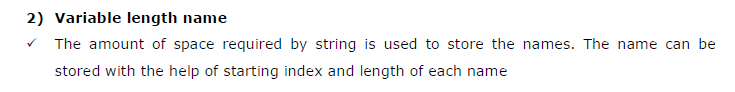 2) Variable length name
✓ The amount of space required by string is used to store the names. The name can be
stored with the help of starting index and length of each name